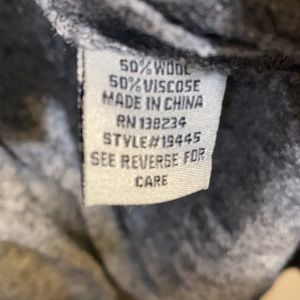 50% WOOL
50% VISCOSE
MADE IN CHINA
RN 138234
STYLE#19445
SEE REVERSE FOR
CARE